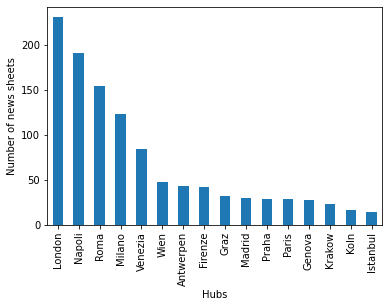 Number of news sheets
200
150
100
50
0
London
Napoli
Roma
Milano
Venezia
Wien
Antwerpen
Firenze
Graz
Madrid
Praha
Paris
Genova
Krakow
Koln
Istanbul
Hubs